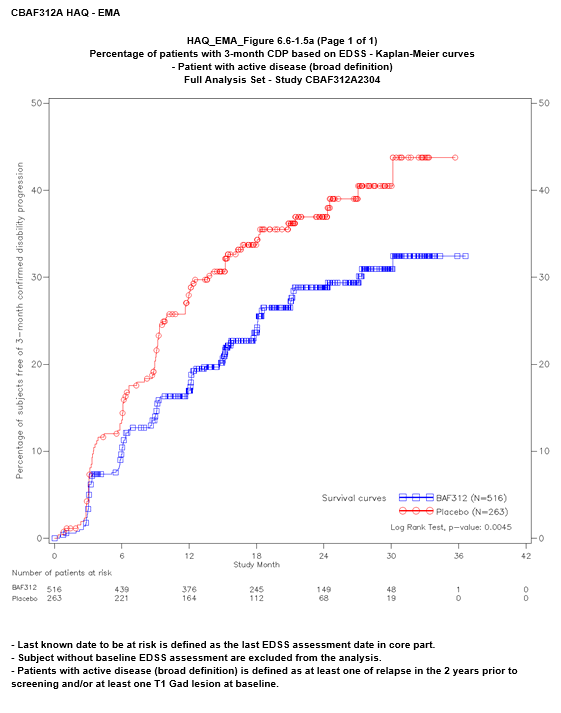 CBAF312A HAQ - EMA
HAQ_EMA_Figure 6.6-1.5a (Page 1 of 1)
Percentage of patients with 3-month CDP based on EDSS - Kaplan-Meier curves
- Patient with active disease (broad definition)
Full Analysis Set - Study CBAF312A2304
Percentage of subjects free of 3-month confirmed disability progression
50
40
30
20
10
0
50
40
30
20
10
0
Survival curves
BAF312 (N=516)
Placebo (N=263)
Log Rank Test, p-value: 0.0045
0 6 12 18 24 30 36 42
Study Month
Number of patients at risk
BAF312 516 439 376 245 149 48 1 0
Placebo 263 221 164 112 68 19 0 0
- Last known date to be at risk is defined as the last EDSS assessment date in core part.
- Subject without baseline EDSS assessment are excluded from the analysis.
- Patients with active disease (broad definition) is defined as at least one of relapse in the 2 years prior to
screening and/or at least one T1 Gad lesion at baseline.